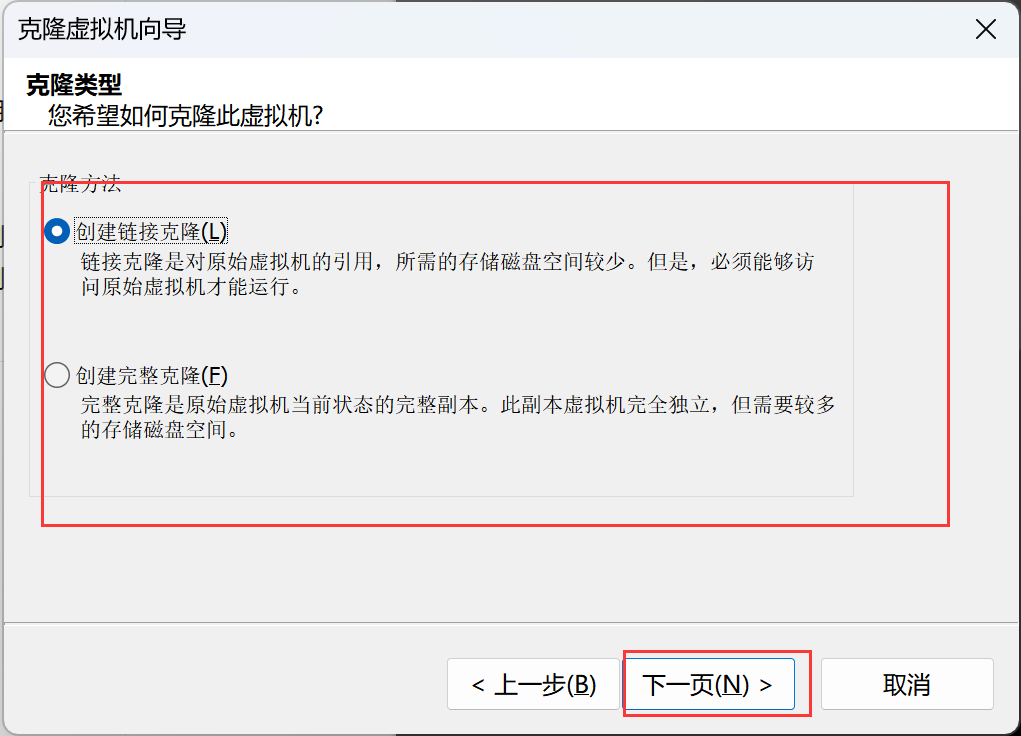 克隆虚拟机向导
克隆类型
您希望如何克隆此虚拟机?
克隆方法
创建链接克隆(L)
链接克隆是对原始虚拟机的引用，所需的存储磁盘空间较少。但是，必须能够访
问原始虚拟机才能运行。
创建完整克隆(F)
完整克隆是原始虚拟机当前状态的完整副本。此副本虚拟机完全独立，但需要较多
的存储磁盘空间。
< 上一步(B)
下一页(N) >
取消